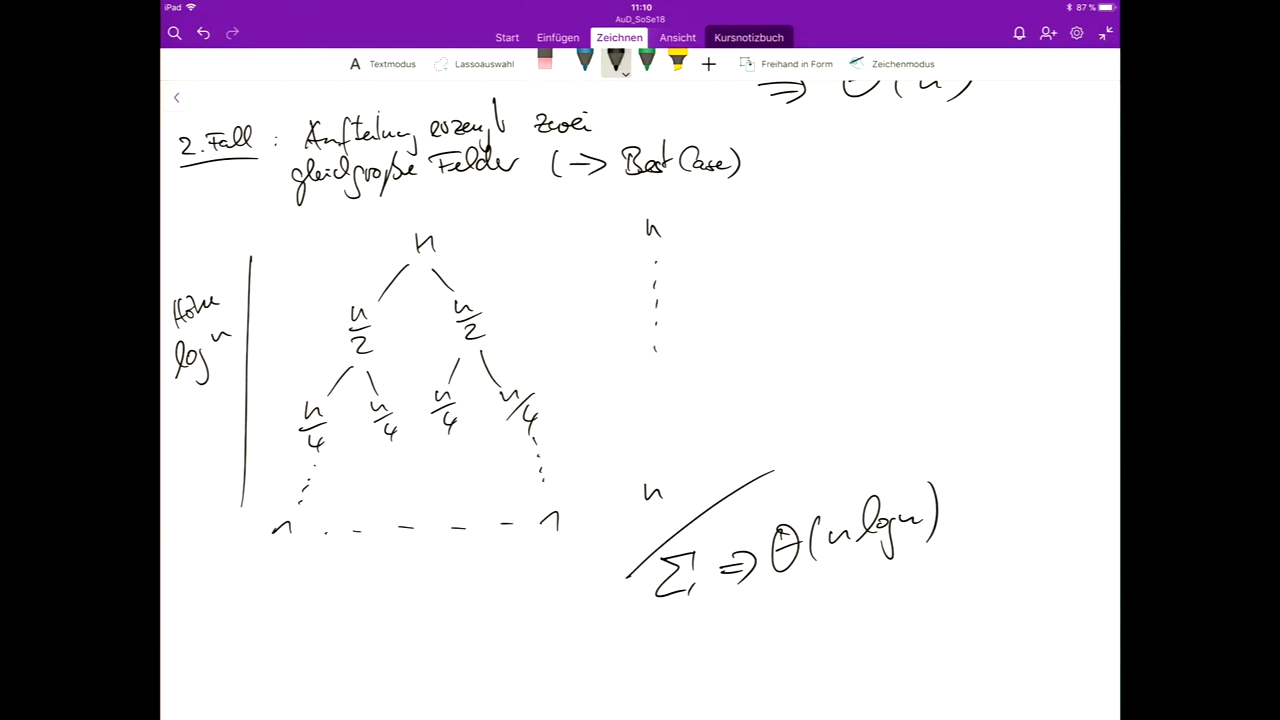 iPad 11:10 87 %
AuD_SoSe18
Start Einfügen Zeichnen Ansicht Kursnotizbuch
A Textmodus Lassoauswahl Freihand in Form Zeichenmodus
⇒ Θ(n)
2. Fall : Aufteilung erzeugt zwei
gleichgroße Felder (→ Best Case)
n n
Höhe
log n
n/2 n/2
n/4 n/4 n/4 n/4
n
1 . - - - - 1
Σ ⇒ Θ(n log n)